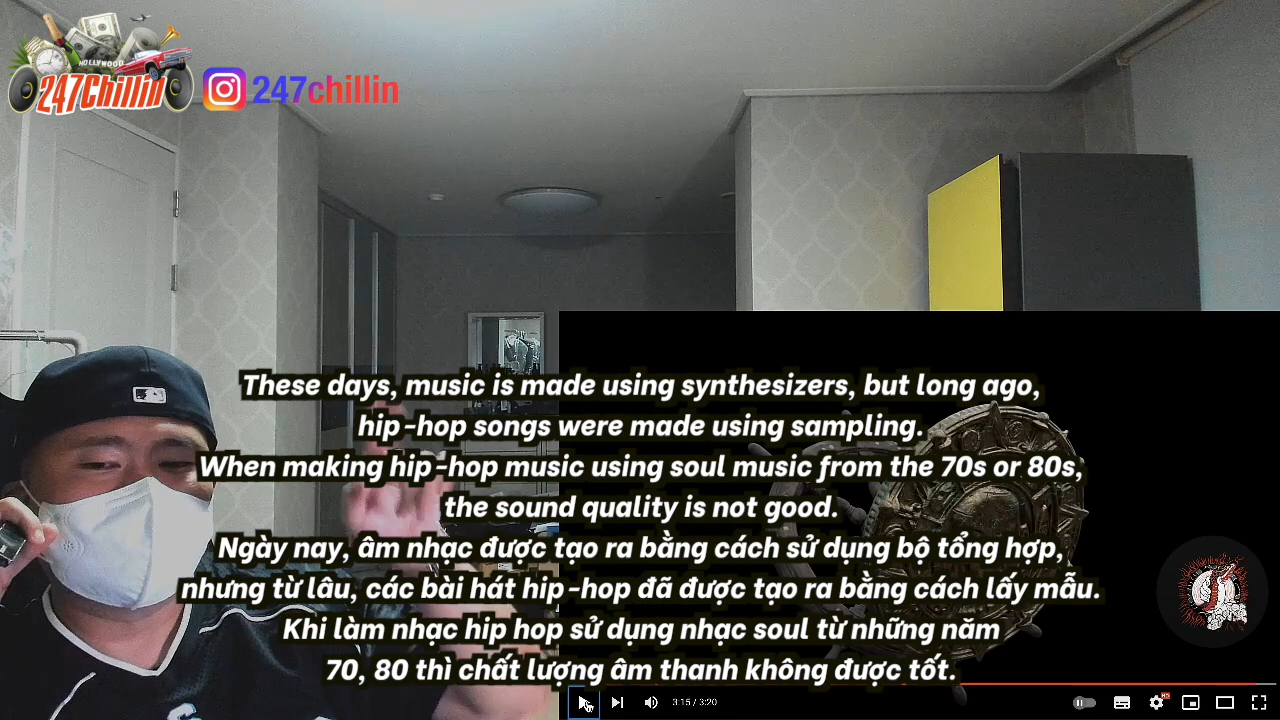 HOLLYWOOD
247Chillin
247chillin
These days, music is made using synthesizers, but long ago,
hip-hop songs were made using sampling.
When making hip-hop music using soul music from the 70s or 80s,
the sound quality is not good.
Ngày nay, âm nhạc được tạo ra bằng cách sử dụng bộ tổng hợp,
nhưng từ lâu, các bài hát hip-hop đã được tạo ra bằng cách lấy mẫu.
Khi làm nhạc hip hop sử dụng nhạc soul từ những năm
70, 80 thì chất lượng âm thanh không được tốt.
3:15 / 3:20
HD